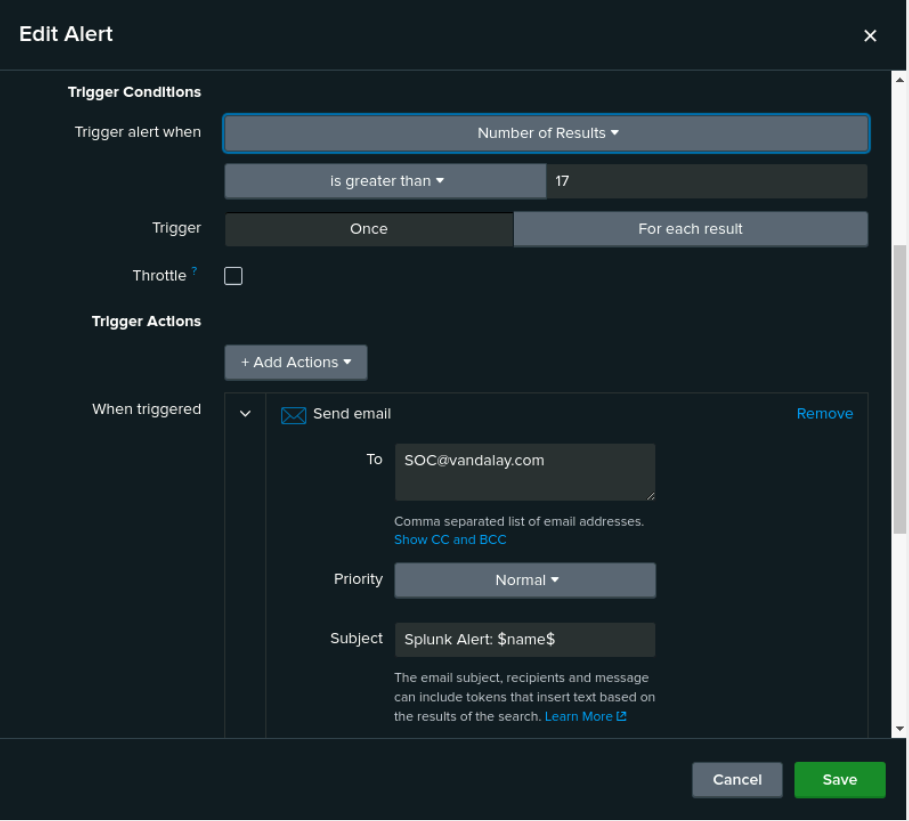 Edit Alert
Trigger Conditions
Trigger alert when
Number of Results
is greater than
17
Trigger
Once
For each result
Throttle ?
Trigger Actions
+ Add Actions
When triggered
Send email
Remove
To
SOC@vandalay.com
Comma separated list of email addresses.
Show CC and BCC
Priority
Normal
Subject
Splunk Alert: $name$
The email subject, recipients and message
can include tokens that insert text based on
the results of the search. Learn More
Cancel
Save